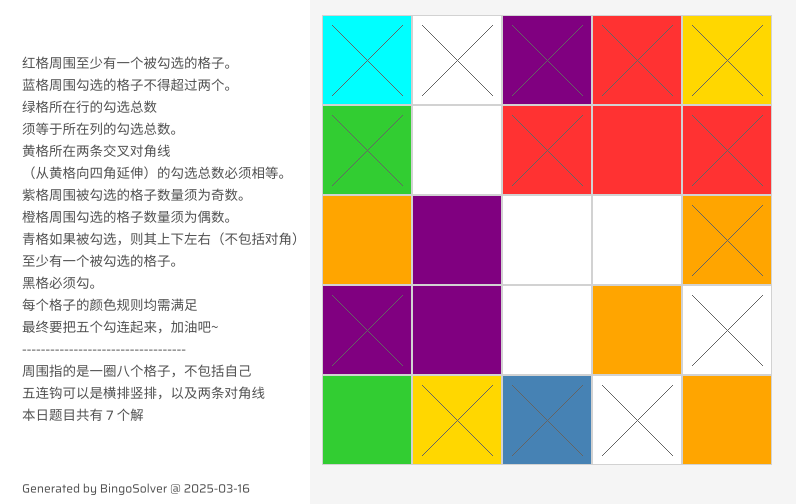 红格周围至少有一个被勾选的格子。
蓝格周围勾选的格子不得超过两个。
绿格所在行的勾选总数
须等于所在列的勾选总数。
黄格所在两条交叉对角线
（从黄格向四角延伸）的勾选总数必须相等。
紫格周围被勾选的格子数量须为奇数。
橙格周围勾选的格子数量须为偶数。
青格如果被勾选，则其上下左右（不包括对角）
至少有一个被勾选的格子。
黑格必须勾。
每个格子的颜色规则均需满足
最终要把五个勾连起来，加油吧~
-----------------------------------
周围指的是一圈八个格子，不包括自己
五连钩可以是横排竖排，以及两条对角线
本日题目共有 7 个解
Generated by BingoSolver @ 2025-03-16